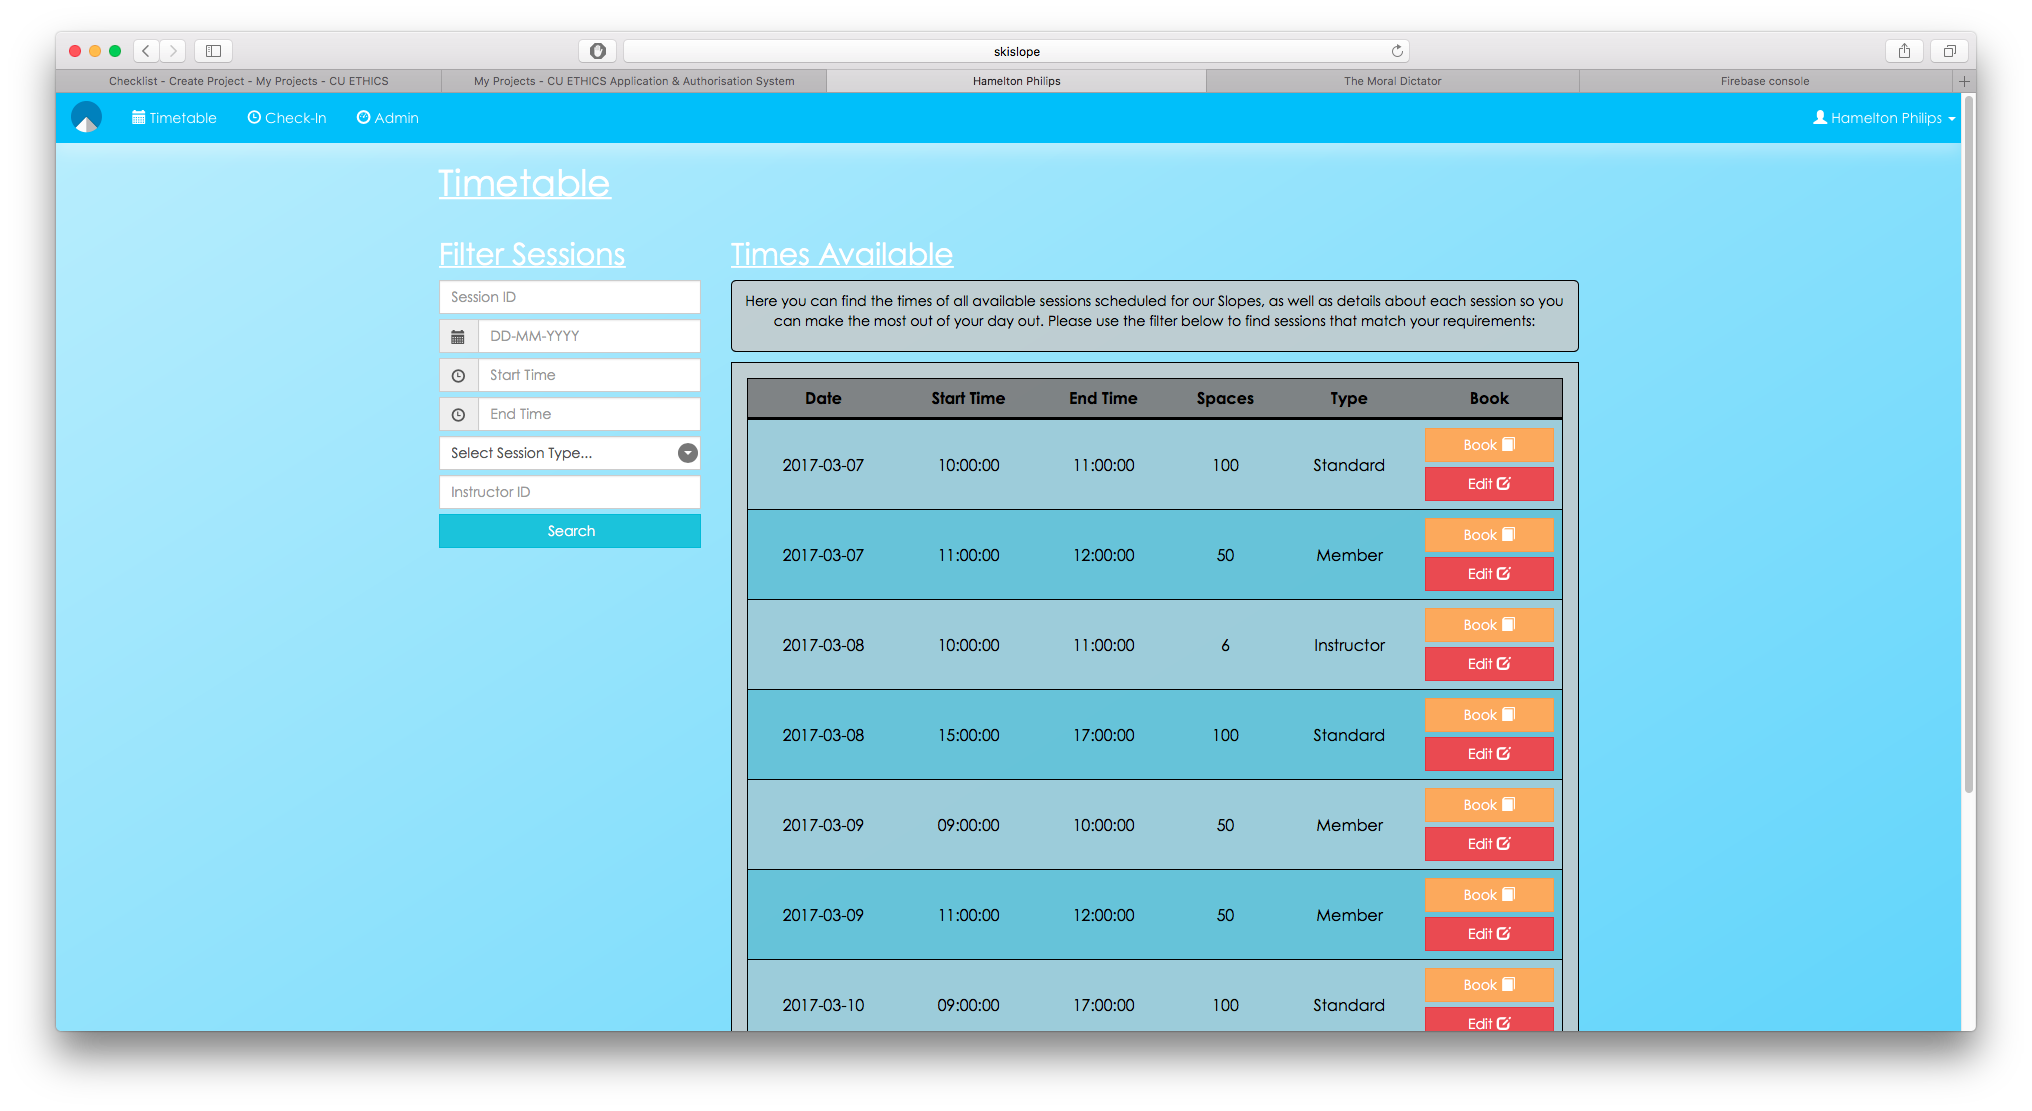 skislope
Checklist - Create Project - My Projects - CU ETHICS
My Projects - CU ETHICS Application & Authorisation System
Hamelton Philips
The Moral Dictator
Firebase console
Timetable
Check-In
Admin
Hamelton Philips
Timetable
Filter Sessions
Session ID
DD-MM-YYYY
Start Time
End Time
Select Session Type...
Instructor ID
Search
Times Available
Here you can find the times of all available sessions scheduled for our Slopes, as well as details about each session so you
can make the most out of your day out. Please use the filter below to find sessions that match your requirements:
Date Start Time End Time Spaces Type Book
2017-03-07 10:00:00 11:00:00 100 Standard Book
Edit
2017-03-07 11:00:00 12:00:00 50 Member Book
Edit
2017-03-08 10:00:00 11:00:00 6 Instructor Book
Edit
2017-03-08 15:00:00 17:00:00 100 Standard Book
Edit
2017-03-09 09:00:00 10:00:00 50 Member Book
Edit
2017-03-09 11:00:00 12:00:00 50 Member Book
Edit
2017-03-10 09:00:00 17:00:00 100 Standard Book
Edit